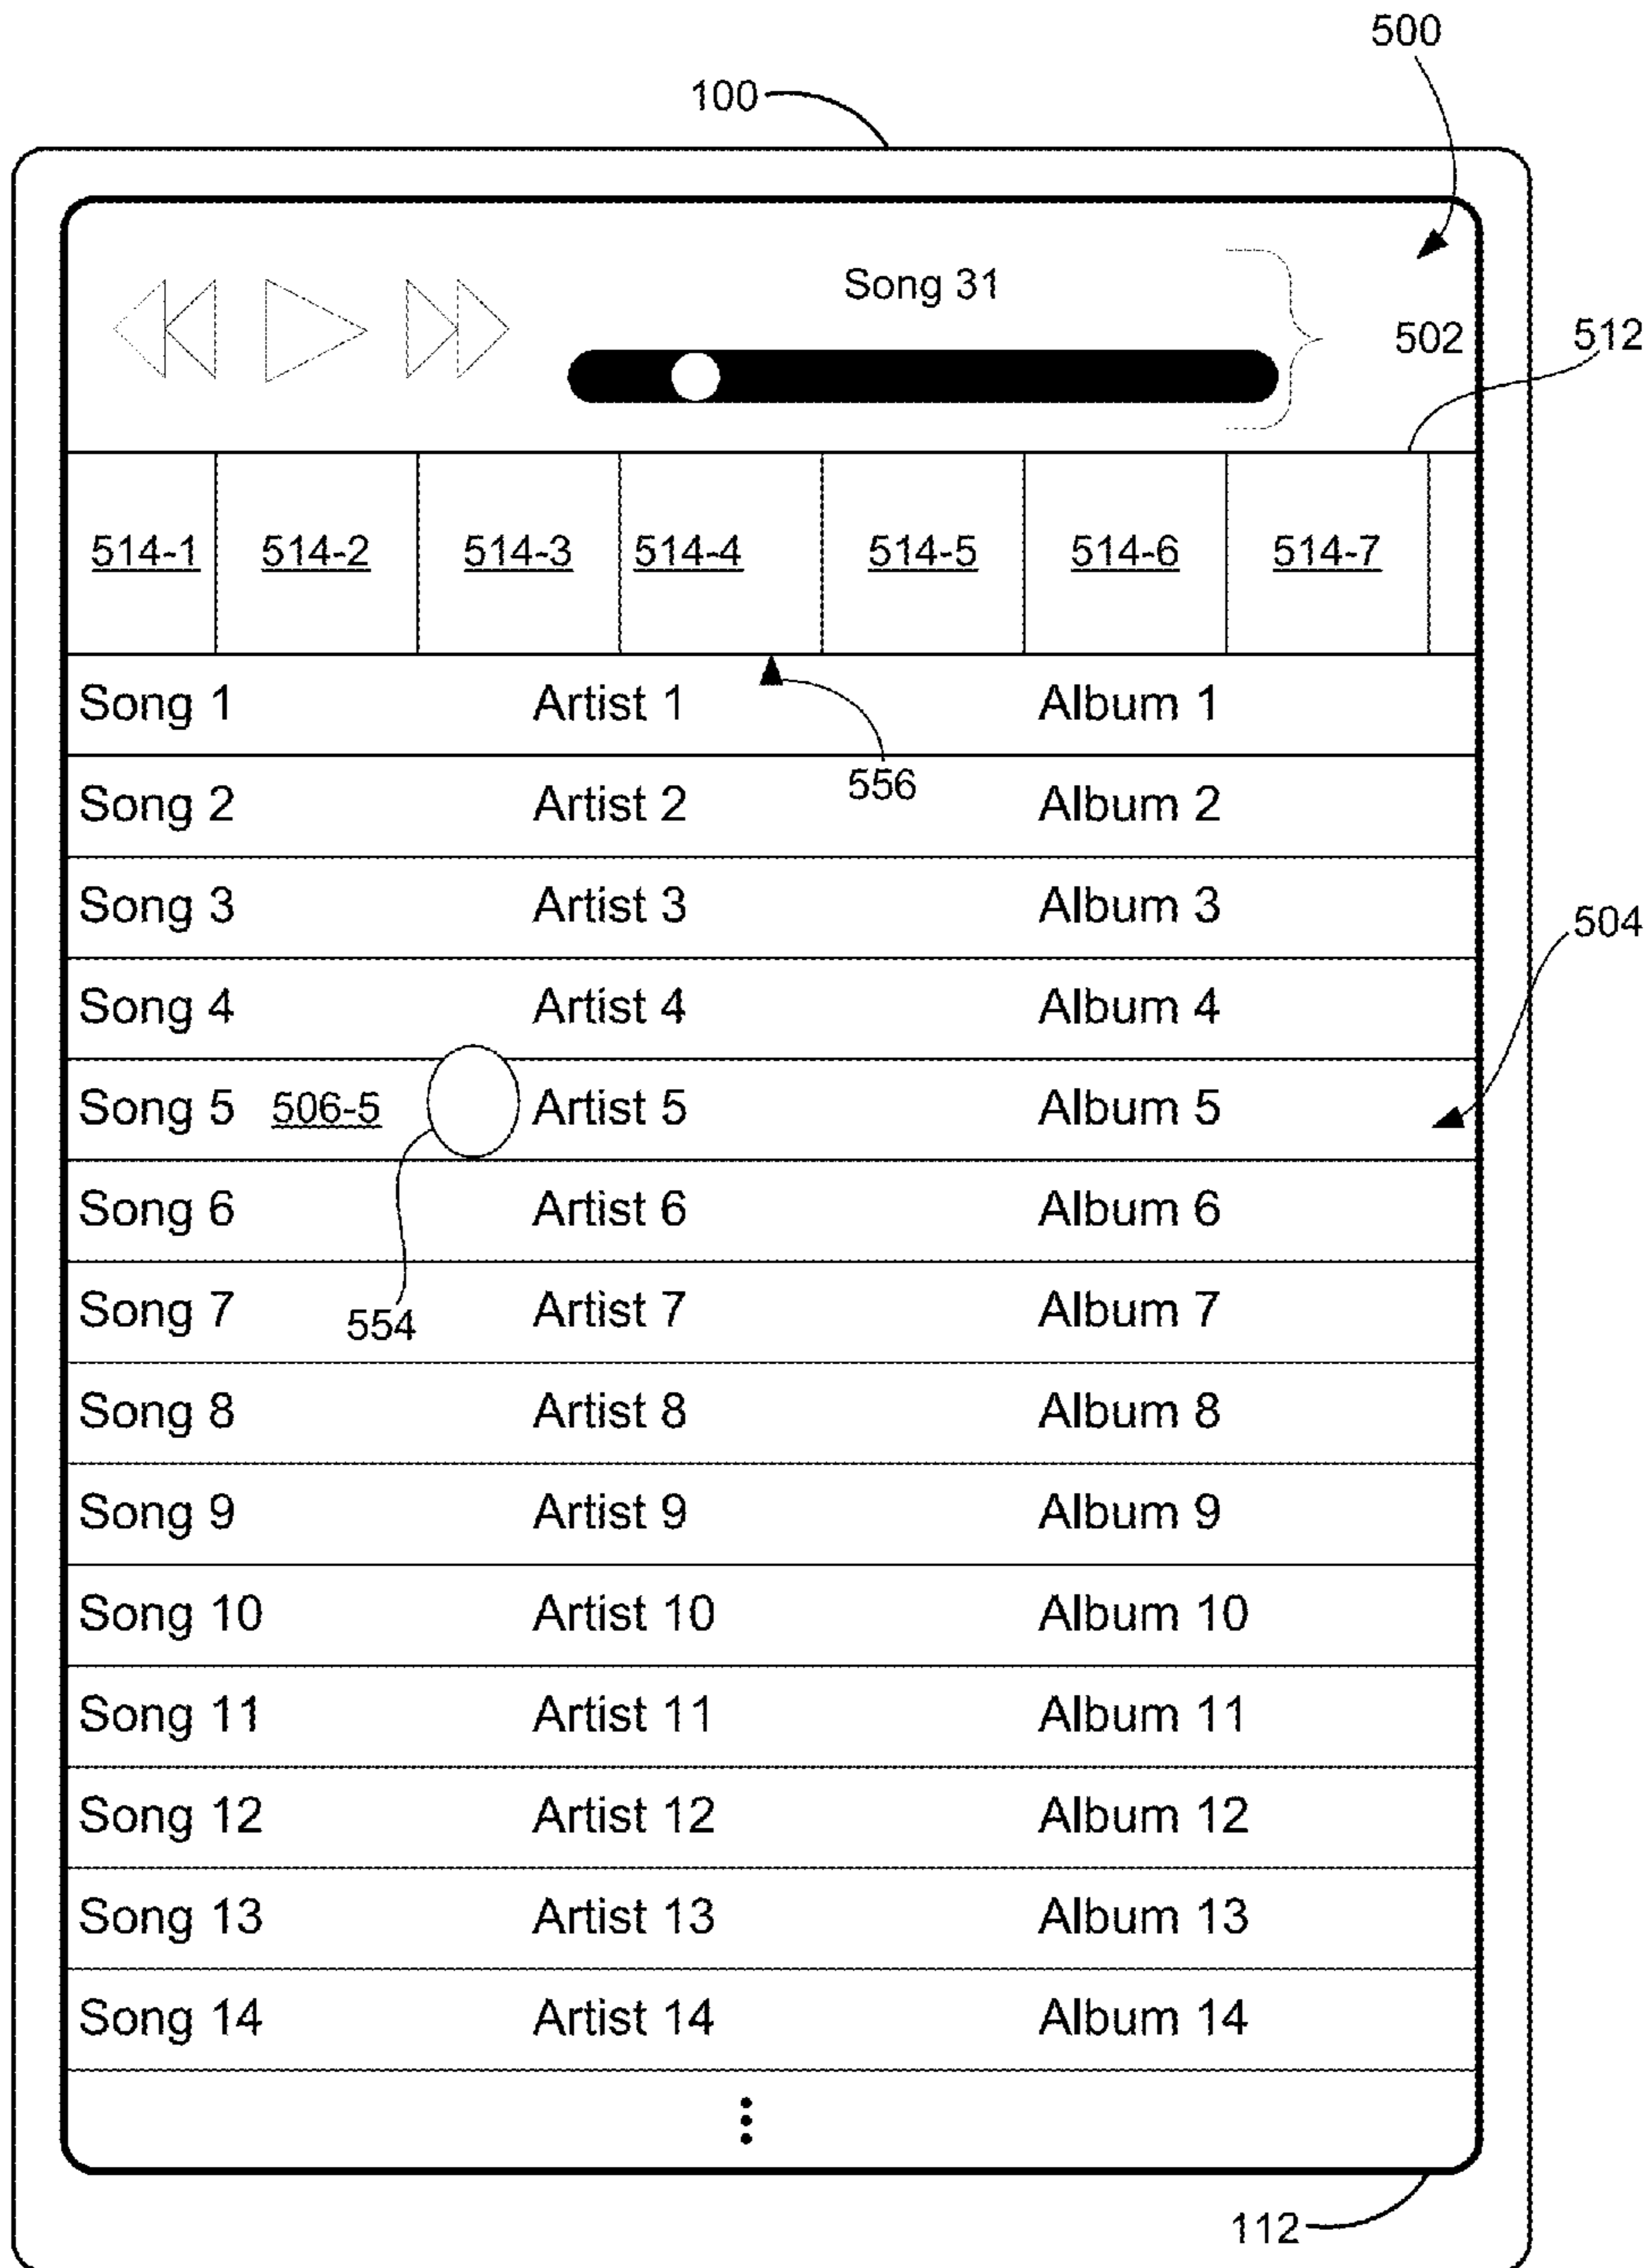 500
100
Song 31
502
512
514-1 514-2 514-3 514-4 514-5 514-6 514-7
Song 1 Artist 1 Album 1
556
Song 2 Artist 2 Album 2
Song 3 Artist 3 Album 3
504
Song 4 Artist 4 Album 4
Song 5 506-5 Artist 5 Album 5
Song 6 Artist 6 Album 6
Song 7 Artist 7 Album 7
554
Song 8 Artist 8 Album 8
Song 9 Artist 9 Album 9
Song 10 Artist 10 Album 10
Song 11 Artist 11 Album 11
Song 12 Artist 12 Album 12
Song 13 Artist 13 Album 13
Song 14 Artist 14 Album 14
112